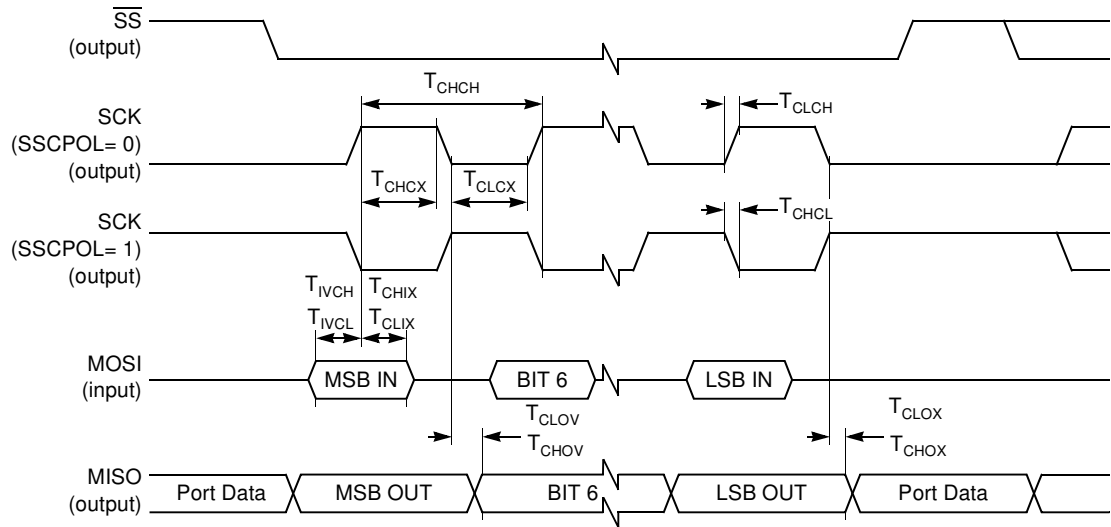 SS
(output)
T_CHCH
T_CLCH
SCK
(SSCPOL= 0)
(output)
T_CHCX
T_CLCX
T_CHCL
SCK
(SSCPOL= 1)
(output)
T_IVCH
T_CHIX
T_IVCL
T_CLIX
MOSI
(input)
MSB IN
BIT 6
LSB IN
T_CLOV
T_CLOX
T_CHOV
T_CHOX
MISO
(output)
Port Data
MSB OUT
BIT 6
LSB OUT
Port Data